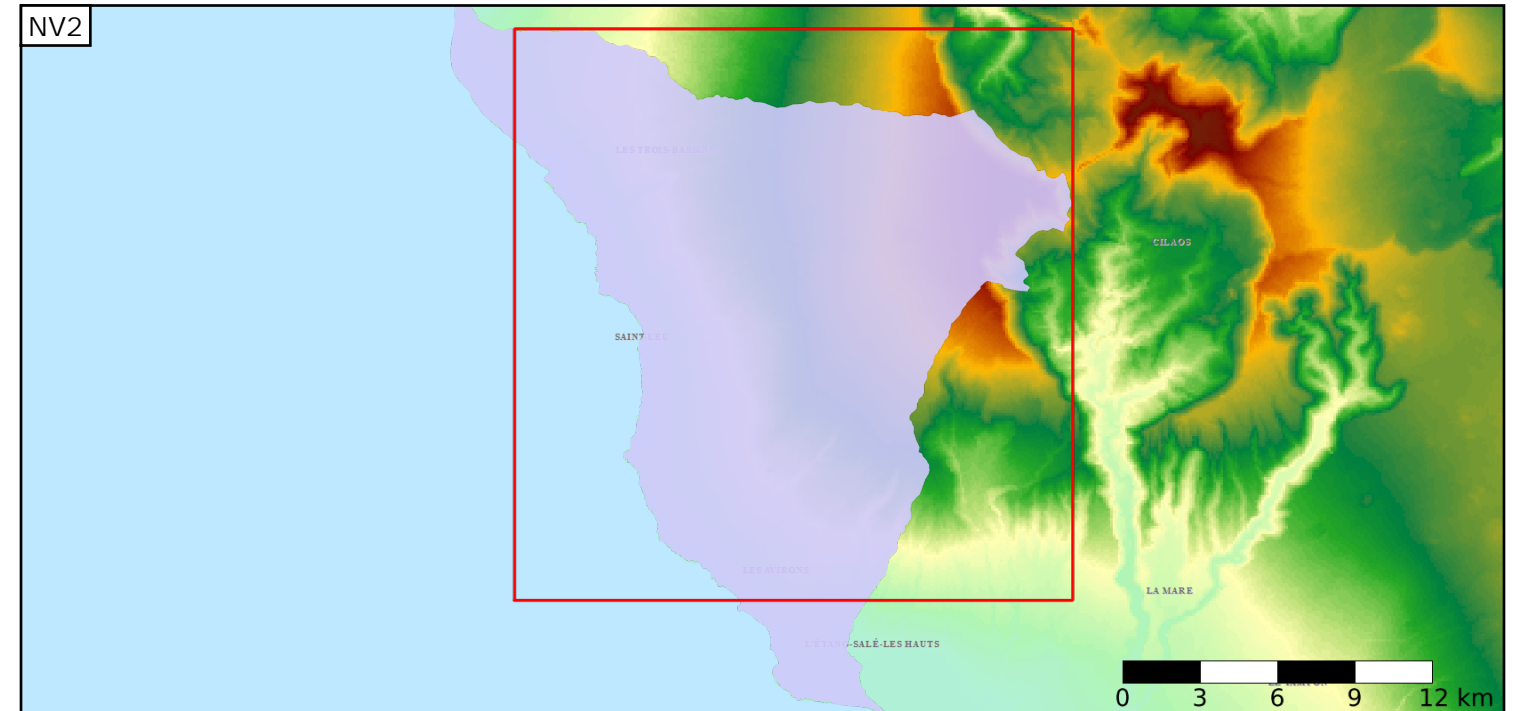 NV2
LES TROIS-BASSINS
CILAOS
SAINT-LEU
LES AVIRONS
LA MARE
L'ÉTANG-SALÉ-LES HAUTS
0 3 6 9 12 km